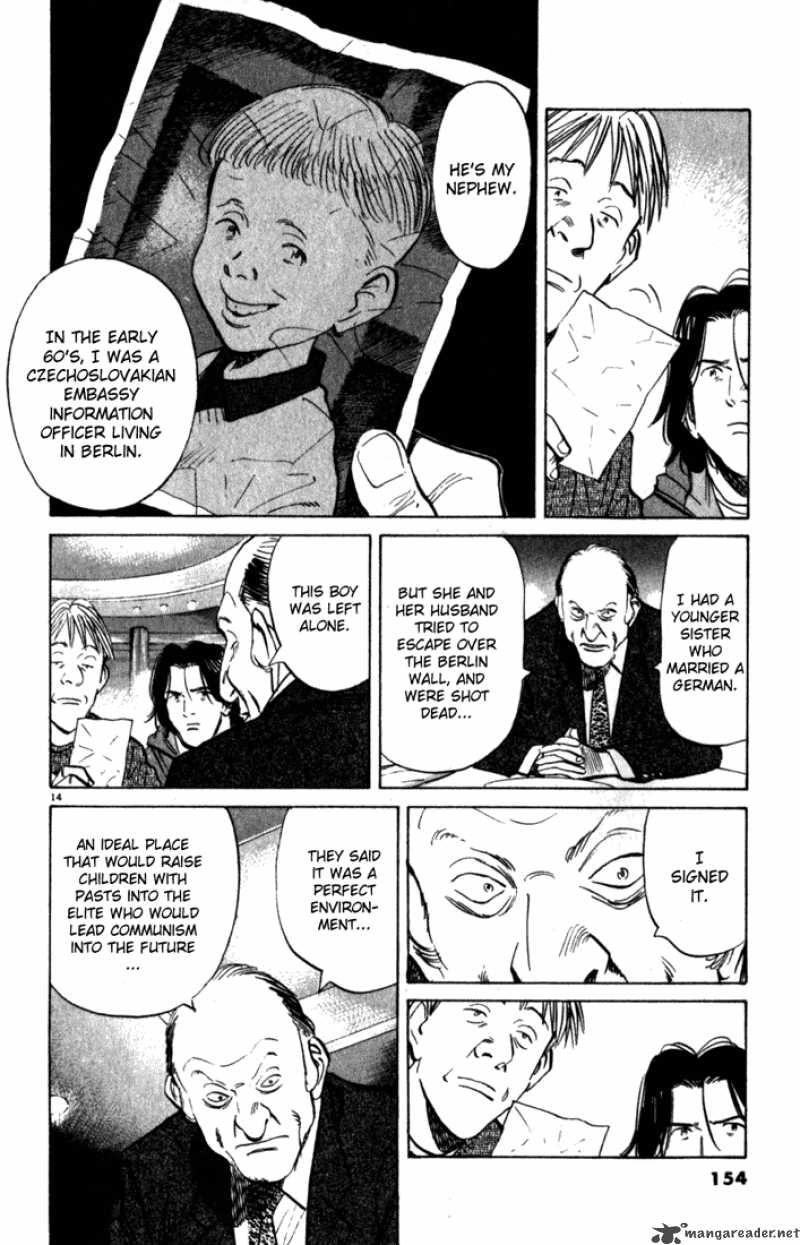 HE'S MY
NEPHEW.
IN THE EARLY
60'S, I WAS A
CZECHOSLOVAKIAN
EMBASSY
INFORMATION
OFFICER LIVING
IN BERLIN.
I HAD A
YOUNGER
SISTER
WHO
MARRIED A
GERMAN.
BUT SHE AND
HER HUSBAND
TRIED TO
ESCAPE OVER
THE BERLIN
WALL, AND
WERE SHOT
DEAD...
THIS BOY
WAS LEFT
ALONE.
14
I
SIGNED
IT.
THEY SAID
IT WAS A
PERFECT
ENVIRON-
MENT...
AN IDEAL PLACE
THAT WOULD RAISE
CHILDREN WITH
PASTS INTO THE
ELITE WHO WOULD
LEAD COMMUNISM
INTO THE FUTURE
...
154
mangareader.net